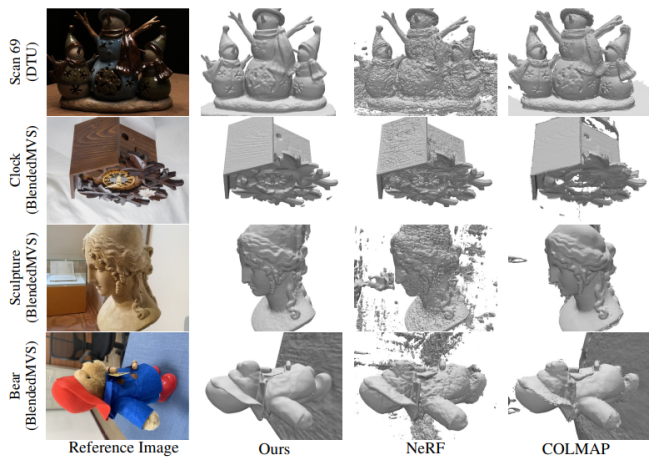 Scan 69
(DTU)
Clock
(BlendedMVS)
Sculpture
(BlendedMVS)
Bear
(BlendedMVS)
Reference Image
Ours
NeRF
COLMAP